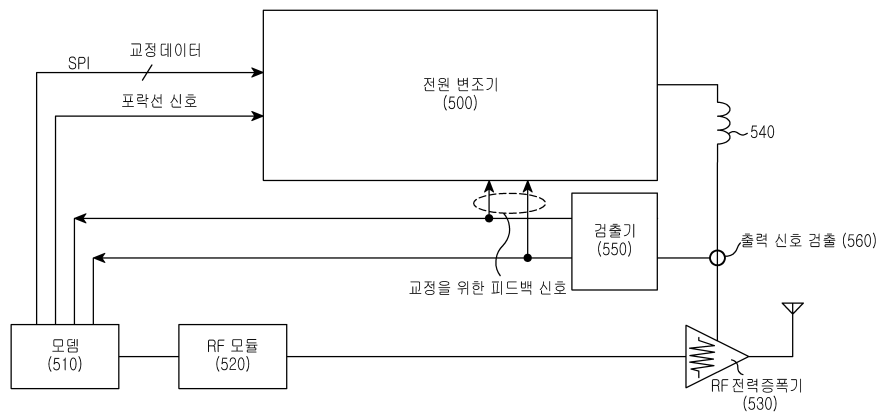 SPI
교정데이터
포락선 신호
전원 변조기
(500)
540
검출기
(550)
출력 신호 검출 (560)
교정을 위한 피드백 신호
모뎀
(510)
RF 모듈
(520)
RF전력증폭기
(530)